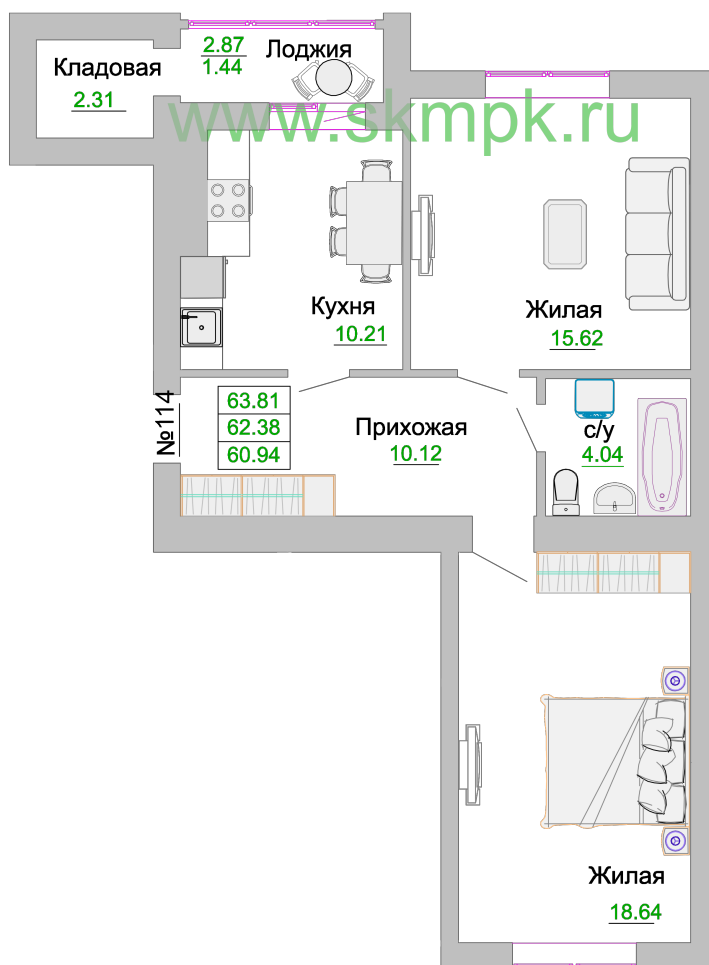 2.87
1.44
Лоджия
Кладовая
2.31
www.skmpk.ru
Кухня
10.21
Жилая
15.62
№114
63.81
62.38
60.94
Прихожая
10.12
с/у
4.04
Жилая
18.64